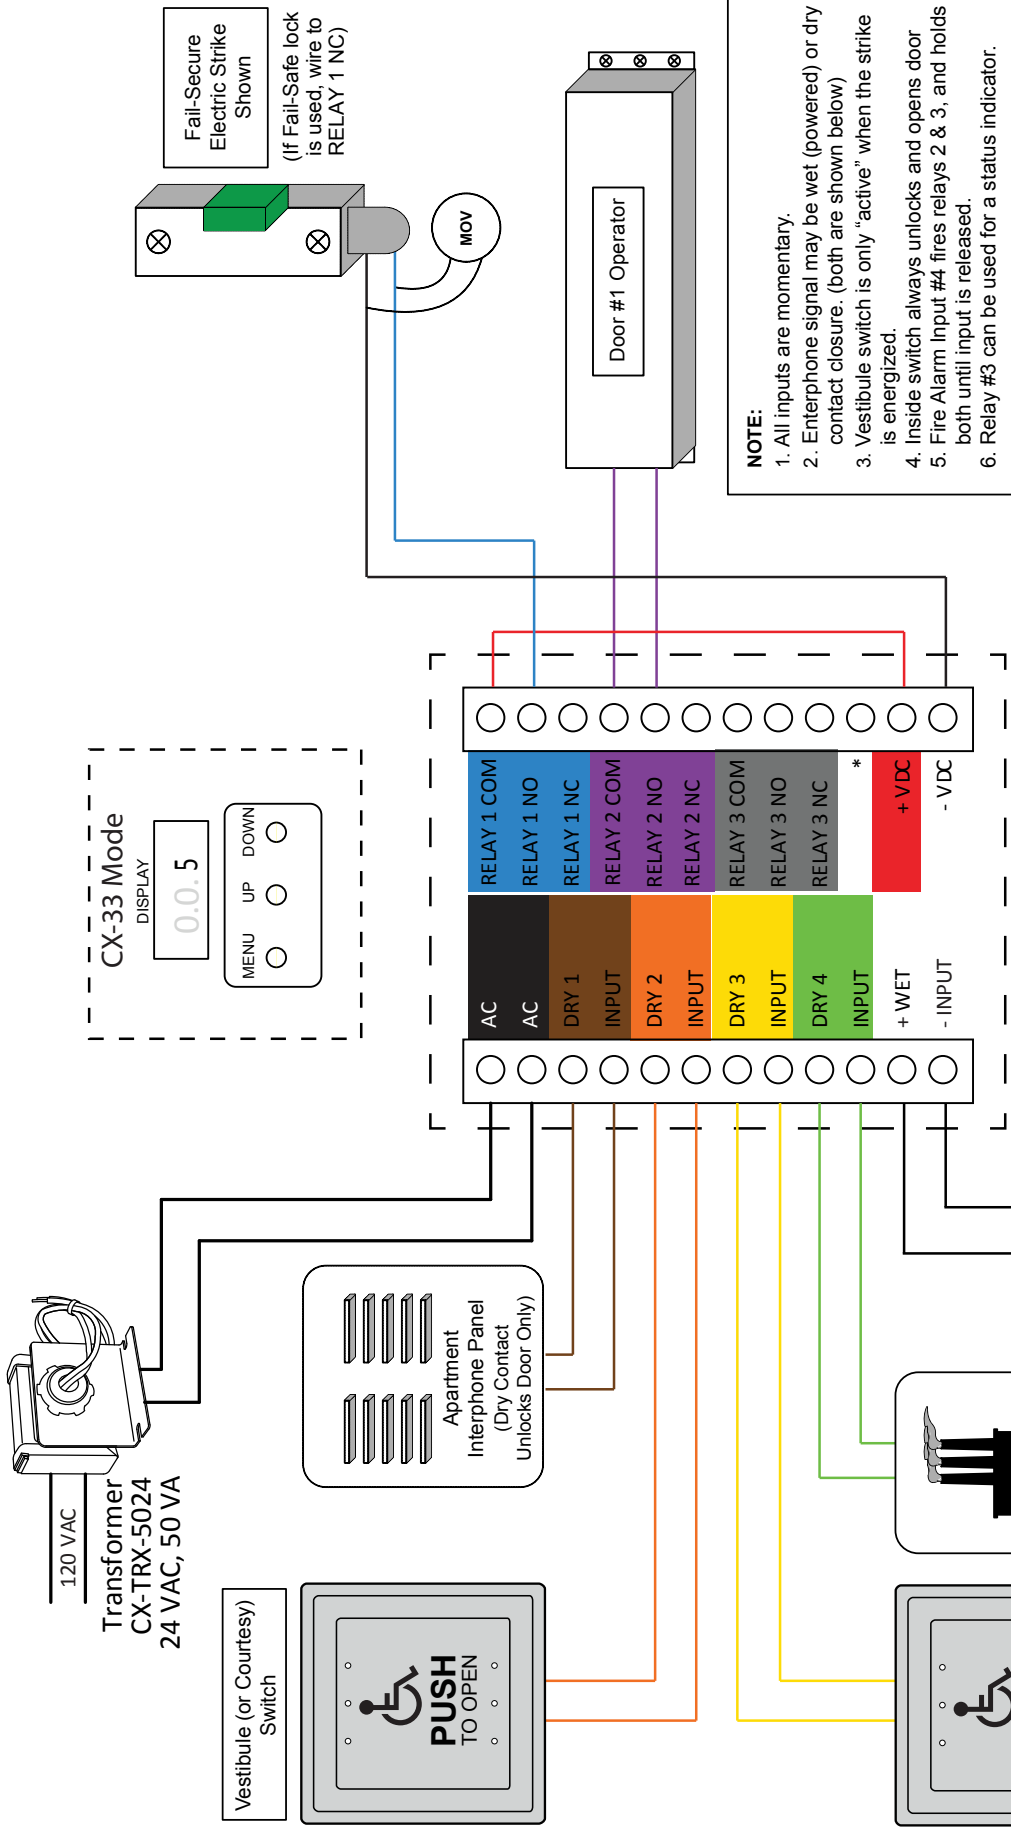 Fail-Secure
Electric Strike
Shown
(If Fail-Safe lock
is used, wire to
RELAY 1 NC)
MOV
Door #1 Operator
NOTE:
1. All inputs are momentary.
2. Enterphone signal may be wet (powered) or dry
contact closure. (both are shown below)
3. Vestibule switch is only “active” when the strike
is energized.
4. Inside switch always unlocks and opens door
5. Fire Alarm Input #4 fires relays 2 & 3, and holds
both until input is released.
6. Relay #3 can be used for a status indicator.
CX-33 Mode
DISPLAY
0.0.5
MENU
UP
DOWN
RELAY 1 COM
RELAY 1 NO
RELAY 1 NC
RELAY 2 COM
RELAY 2 NO
RELAY 2 NC
RELAY 3 COM
RELAY 3 NO
RELAY 3 NC
*
+ VDC
- VDC
AC
AC
DRY 1
INPUT
DRY 2
INPUT
DRY 3
INPUT
DRY 4
INPUT
+ WET
- INPUT
120 VAC
Transformer
CX-TRX-5024
24 VAC, 50 VA
Apartment
Interphone Panel
(Dry Contact
Unlocks Door Only)
Vestibule (or Courtesy)
Switch
PUSH
TO OPEN